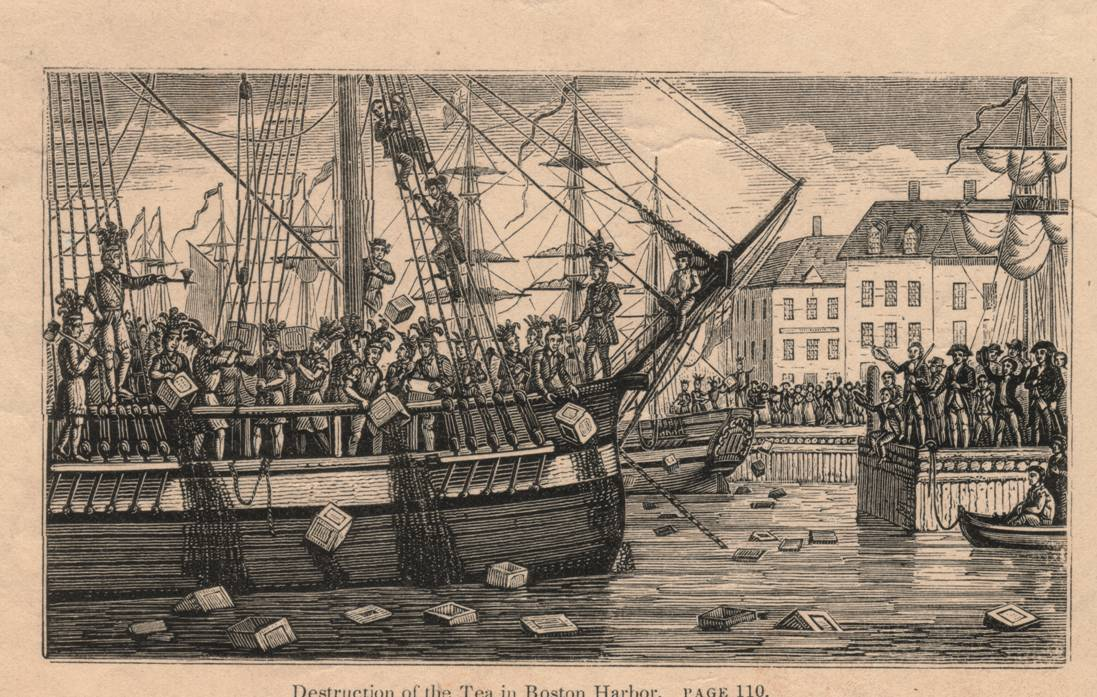 Destruction of the Tea in Boston Harbor. PAGE 110.